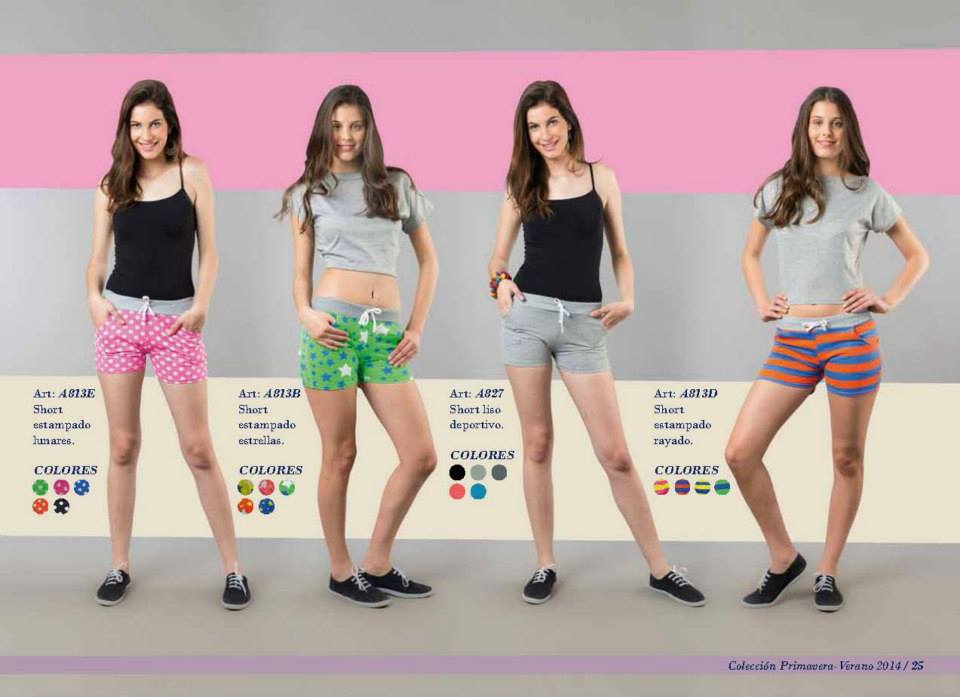 Art: A813E
Short
estampado
lunares.
COLORES
Art: A813B
Short
estampado
estrellas.
COLORES
Art: A827
Short liso
deportivo.
COLORES
Art: A813D
Short
estampado
rayado.
COLORES
Colección Primavera-Verano 2014 / 25